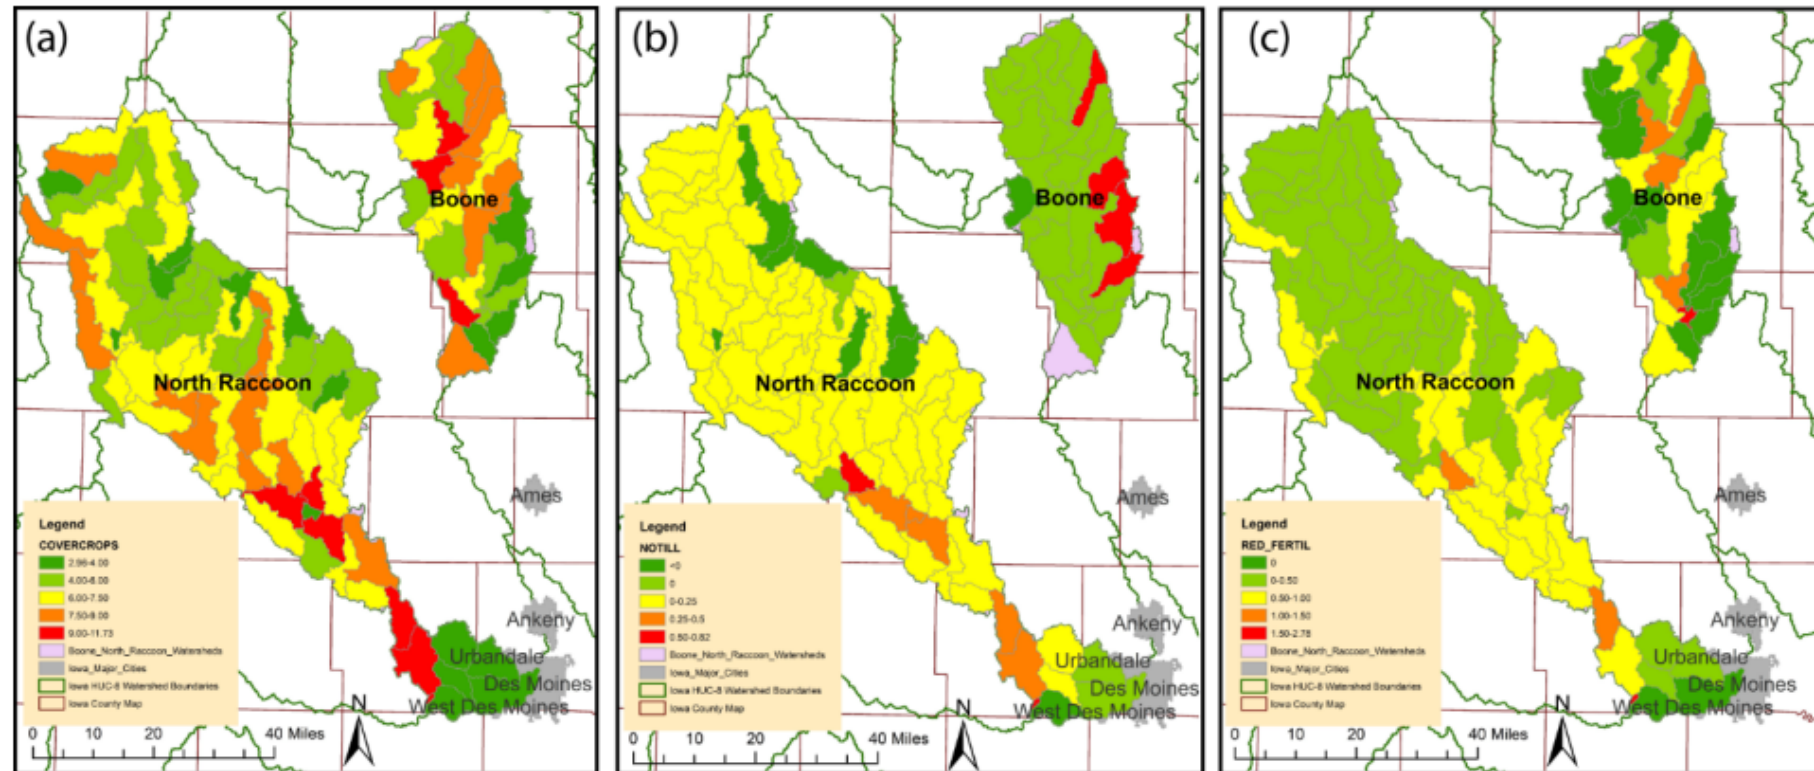 (a)
Boone
North Raccoon
Ames
Ankeny
Urbandale
Des Moines
West Des Moines
Legend
COVERCROPS
2.96-4.00
4.00-6.00
6.00-7.50
7.50-9.00
9.00-11.73
Boone_North_Raccoon_Watersheds
Iowa_Major_Cities
Iowa HUC-8 Watershed Boundaries
Iowa County Map
N
0 10 20 40 Miles
(b)
Boone
North Raccoon
Ames
Ankeny
Urbandale
Des Moines
West Des Moines
Legend
NOTILL
<0
0
0-0.25
0.25-0.5
0.50-0.82
Boone_North_Raccoon_Watersheds
Iowa_Major_Cities
Iowa HUC-8 Watershed Boundaries
Iowa County Map
N
0 10 20 40 Miles
(c)
Boone
North Raccoon
Ames
Ankeny
Urbandale
Des Moines
West Des Moines
Legend
RED_FERTIL
0
0-0.50
0.50-1.00
1.00-1.50
1.50-2.78
Boone_North_Raccoon_Watersheds
Iowa_Major_Cities
Iowa HUC-8 Watershed Boundaries
Iowa County Map
N
0 10 20 40 Miles